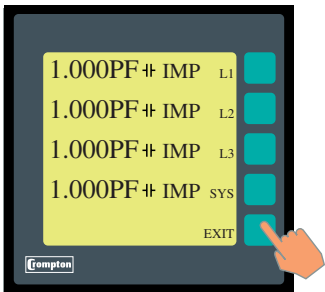 1.000PF⊣⊢ IMP L1
1.000PF⊣⊢ IMP L2
1.000PF⊣⊢ IMP L3
1.000PF⊣⊢ IMP SYS
EXIT
Crompton